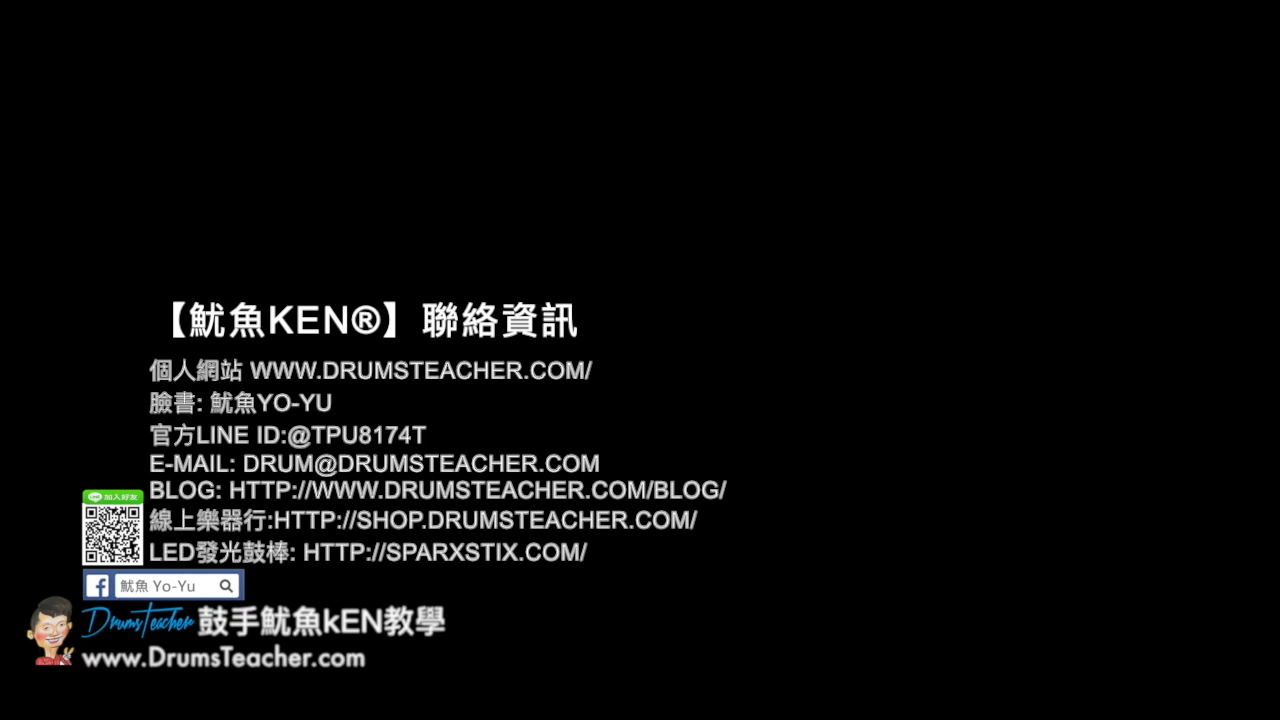 【魷魚KEN®】聯絡資訊
個人網站 WWW.DRUMSTEACHER.COM/
臉書: 魷魚YO-YU
官方LINE ID:@TPU8174T
E-MAIL: DRUM@DRUMSTEACHER.COM
BLOG: HTTP://WWW.DRUMSTEACHER.COM/BLOG/
線上樂器行:HTTP://SHOP.DRUMSTEACHER.COM/
LED發光鼓棒: HTTP://SPARXSTIX.COM/
LINE 加入好友
f 魷魚 Yo-Yu
DrumsTeacher 鼓手魷魚kEN教學
www.DrumsTeacher.com